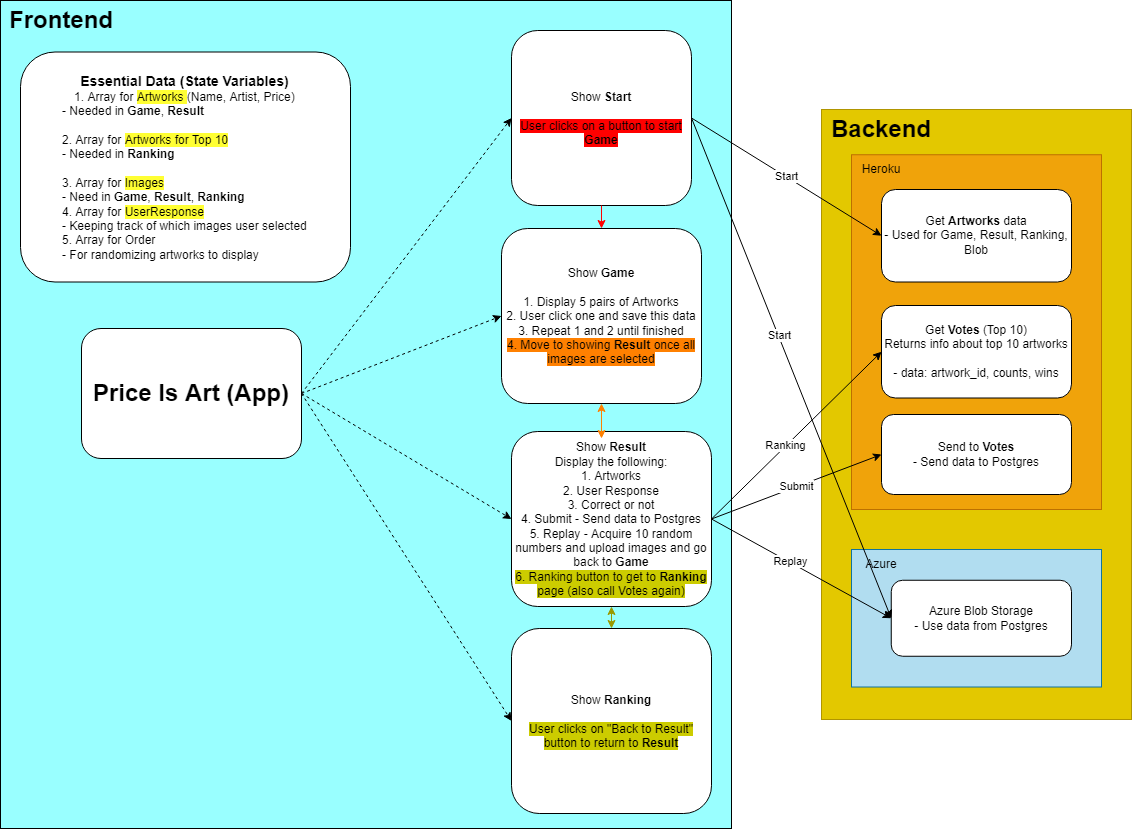 Frontend
Essential Data (State Variables)
1. Array for Artworks (Name, Artist, Price)
- Needed in Game, Result
2. Array for Artworks for Top 10
- Needed in Ranking
3. Array for Images
- Need in Game, Result, Ranking
4. Array for UserResponse
- Keeping track of which images user selected
5. Array for Order
- For randomizing artworks to display
Price Is Art (App)
Show Start
User clicks on a button to start
Game
Show Game
1. Display 5 pairs of Artworks
2. User click one and save this data
3. Repeat 1 and 2 until finished
4. Move to showing Result once all
images are selected
Show Result
Display the following:
1. Artworks
2. User Response
3. Correct or not
4. Submit - Send data to Postgres
5. Replay - Acquire 10 random
numbers and upload images and go
back to Game
6. Ranking button to get to Ranking
page (also call Votes again)
Show Ranking
User clicks on "Back to Result"
button to return to Result
Start
Start
Ranking
Submit
Replay
Backend
Heroku
Get Artworks data
- Used for Game, Result, Ranking,
Blob
Get Votes (Top 10)
Returns info about top 10 artworks
- data: artwork_id, counts, wins
Send to Votes
- Send data to Postgres
Azure
Azure Blob Storage
- Use data from Postgres